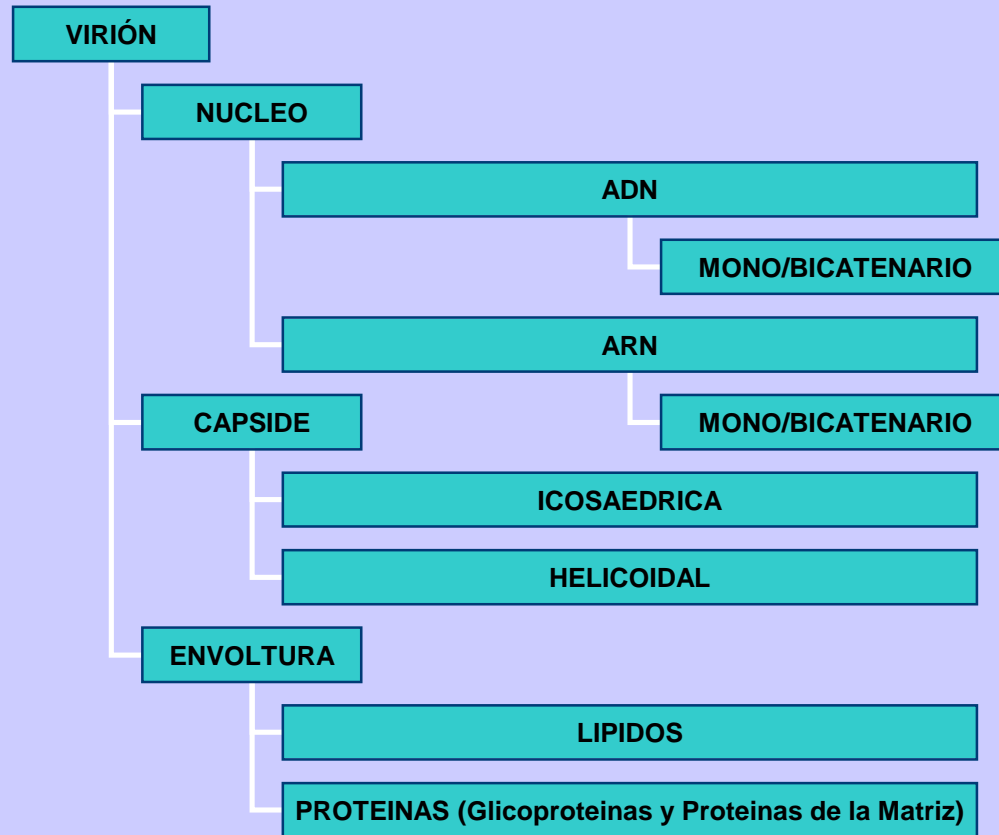 VIRIÓN
NUCLEO
ADN
MONO/BICATENARIO
ARN
MONO/BICATENARIO
CAPSIDE
ICOSAEDRICA
HELICOIDAL
ENVOLTURA
LIPIDOS
PROTEINAS (Glicoproteinas y Proteinas de la Matriz)